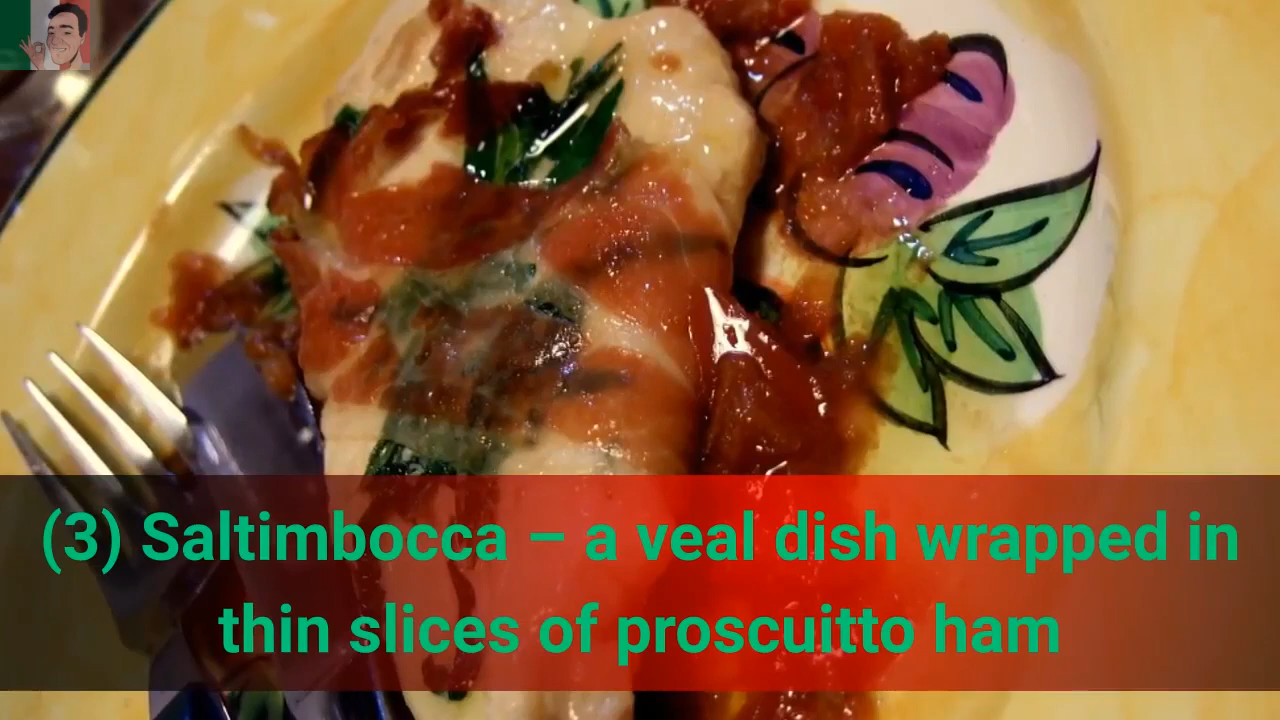 (3) Saltimbocca – a veal dish wrapped in
thin slices of proscuitto ham